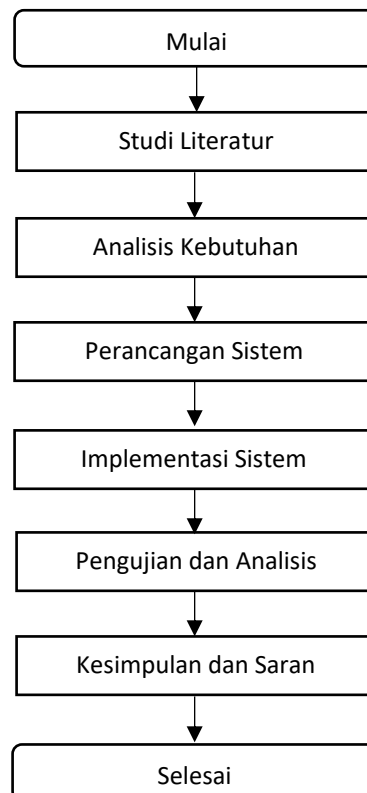 Mulai
Studi Literatur
Analisis Kebutuhan
Perancangan Sistem
Implementasi Sistem
Pengujian dan Analisis
Kesimpulan dan Saran
Selesai